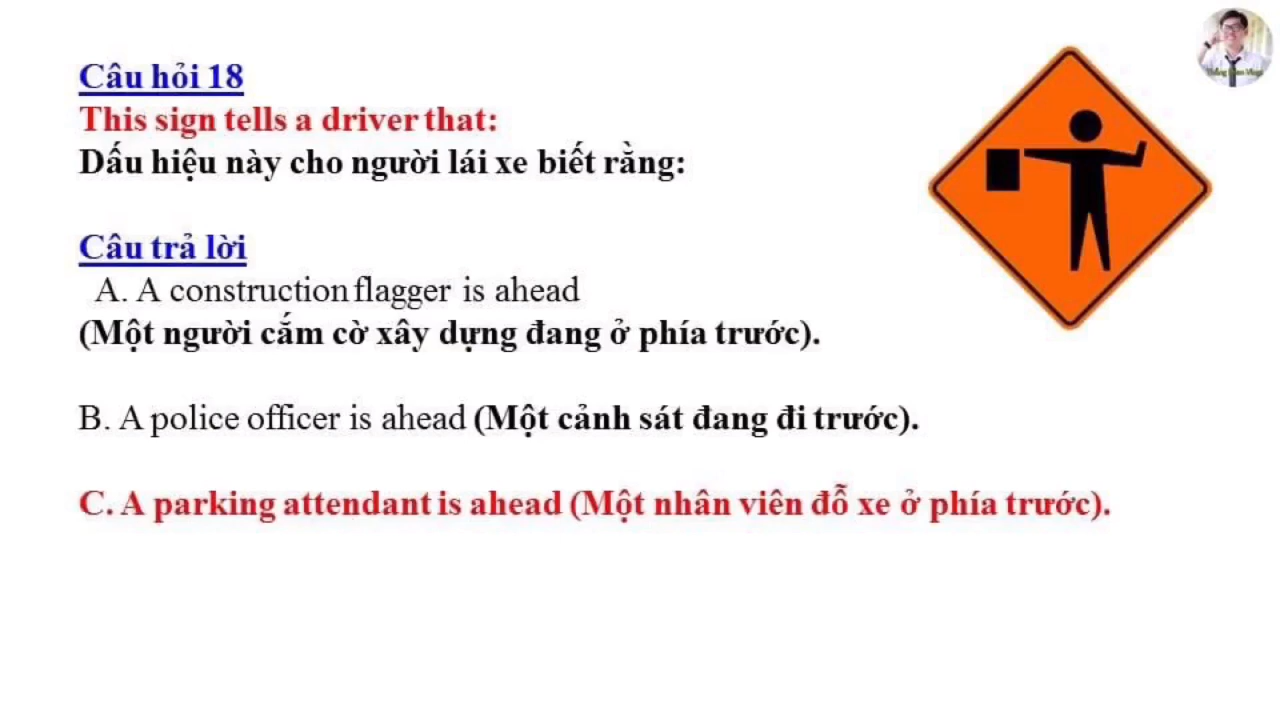 Câu hỏi 18
This sign tells a driver that:
Dấu hiệu này cho người lái xe biết rằng:
Câu trả lời
A. A construction flagger is ahead
(Một người cắm cờ xây dựng đang ở phía trước).
B. A police officer is ahead (Một cảnh sát đang đi trước).
C. A parking attendant is ahead (Một nhân viên đỗ xe ở phía trước).